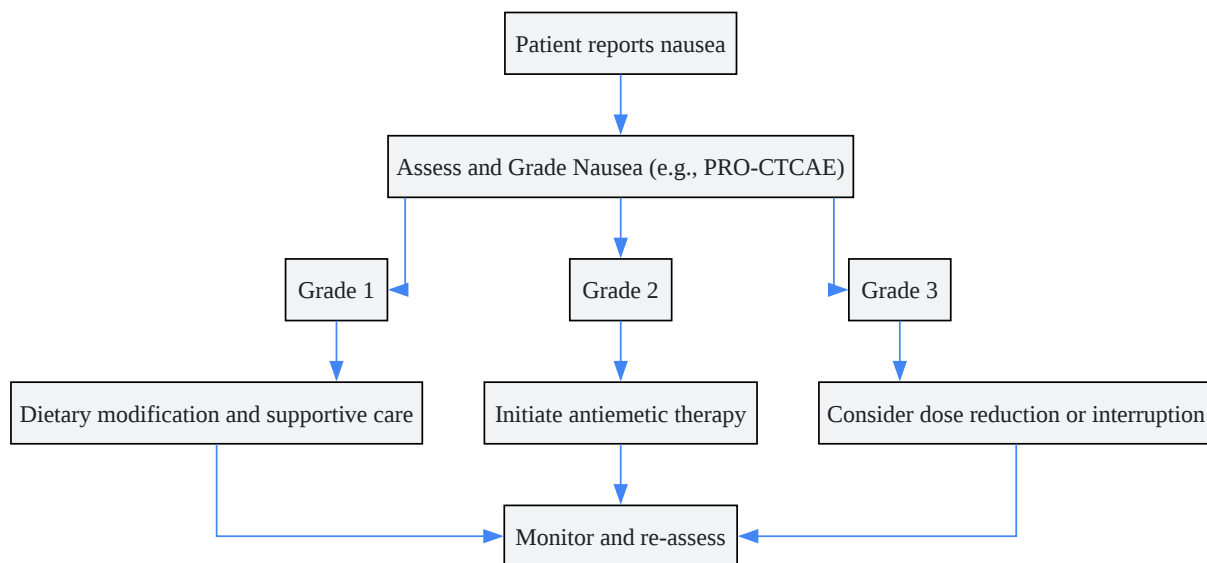 Patient reports nausea
Assess and Grade Nausea (e.g., PRO-CTCAE)
Grade 1
Grade 2
Grade 3
Dietary modification and supportive care
Initiate antiemetic therapy
Consider dose reduction or interruption
Monitor and re-assess